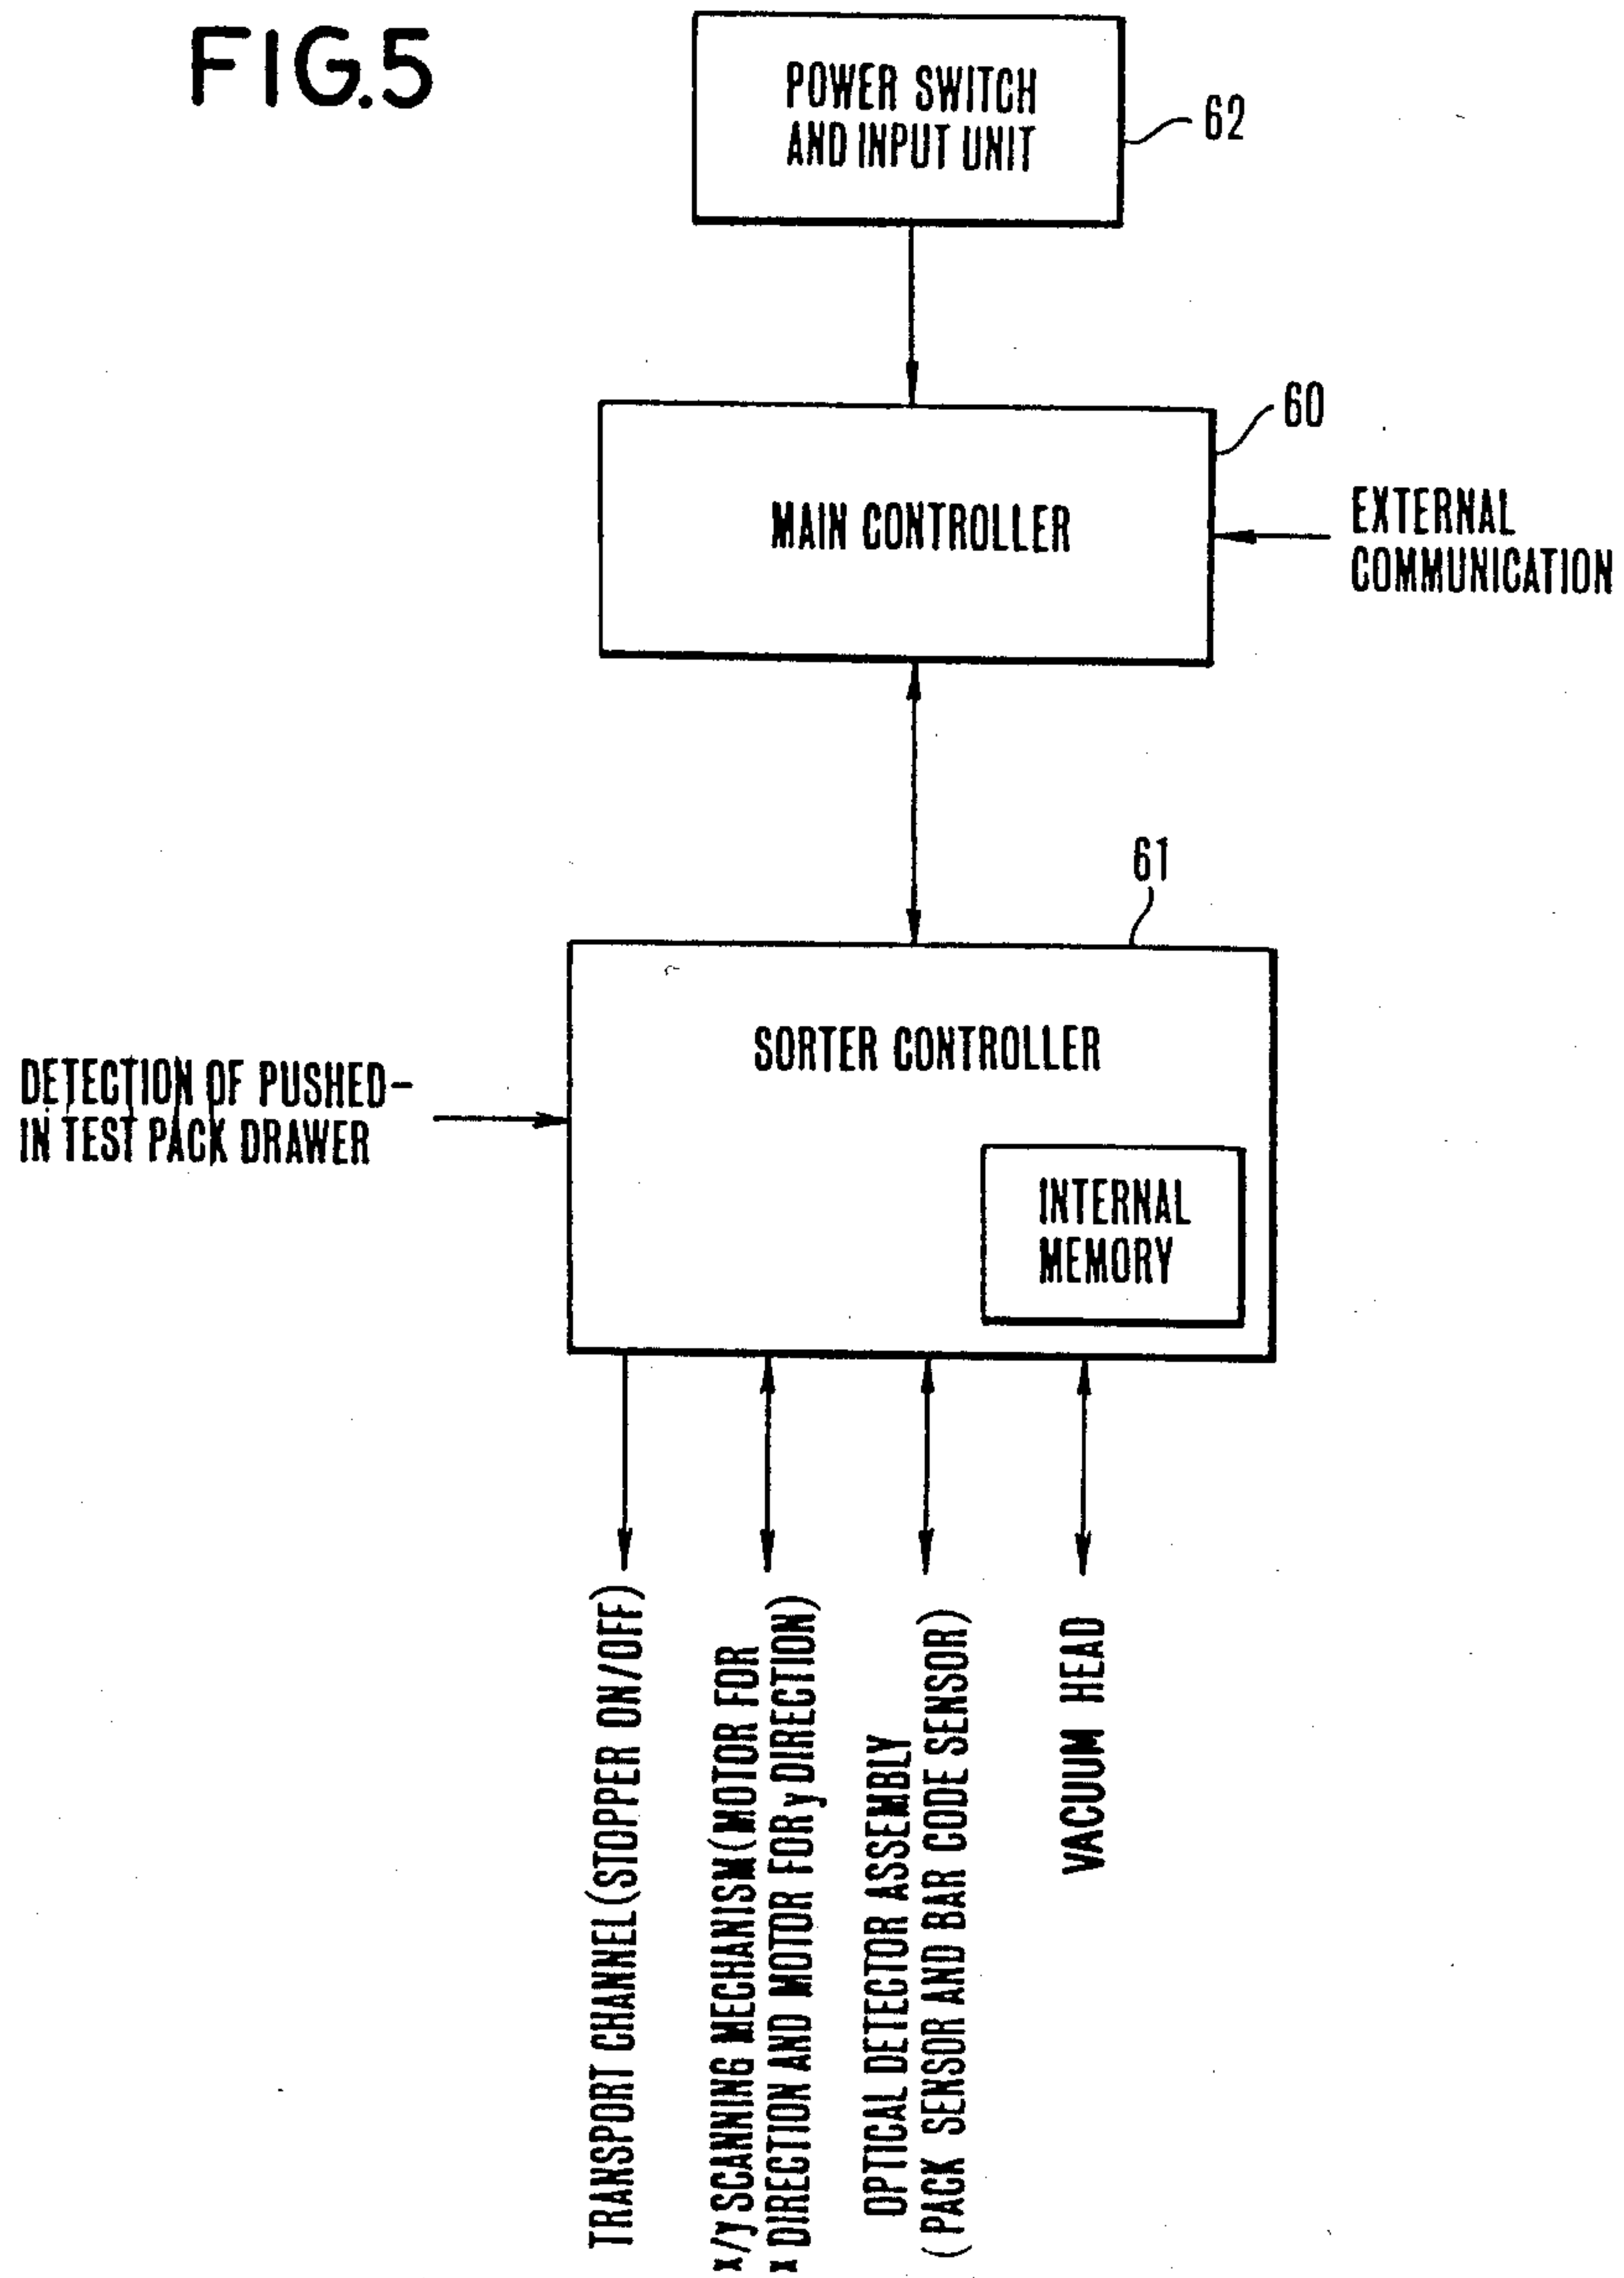 FIG.5
POWER SWITCH
AND INPUT UNIT
62
60
MAIN CONTROLLER
EXTERNAL
COMMUNICATION
61
SORTER CONTROLLER
DETECTION OF PUSHED-
IN TEST PACK DRAWER
INTERNAL
MEMORY
TRANSPORT CHANNEL(STOPPER ON/OFF)
x/y SCANNING MECHANISM(MOTOR FOR
x DIRECTION AND MOTOR FOR y DIRECTION)
OPTICAL DETECTOR ASSEMBLY
(PACK SENSOR AND BAR CODE SENSOR)
VACUUM HEAD